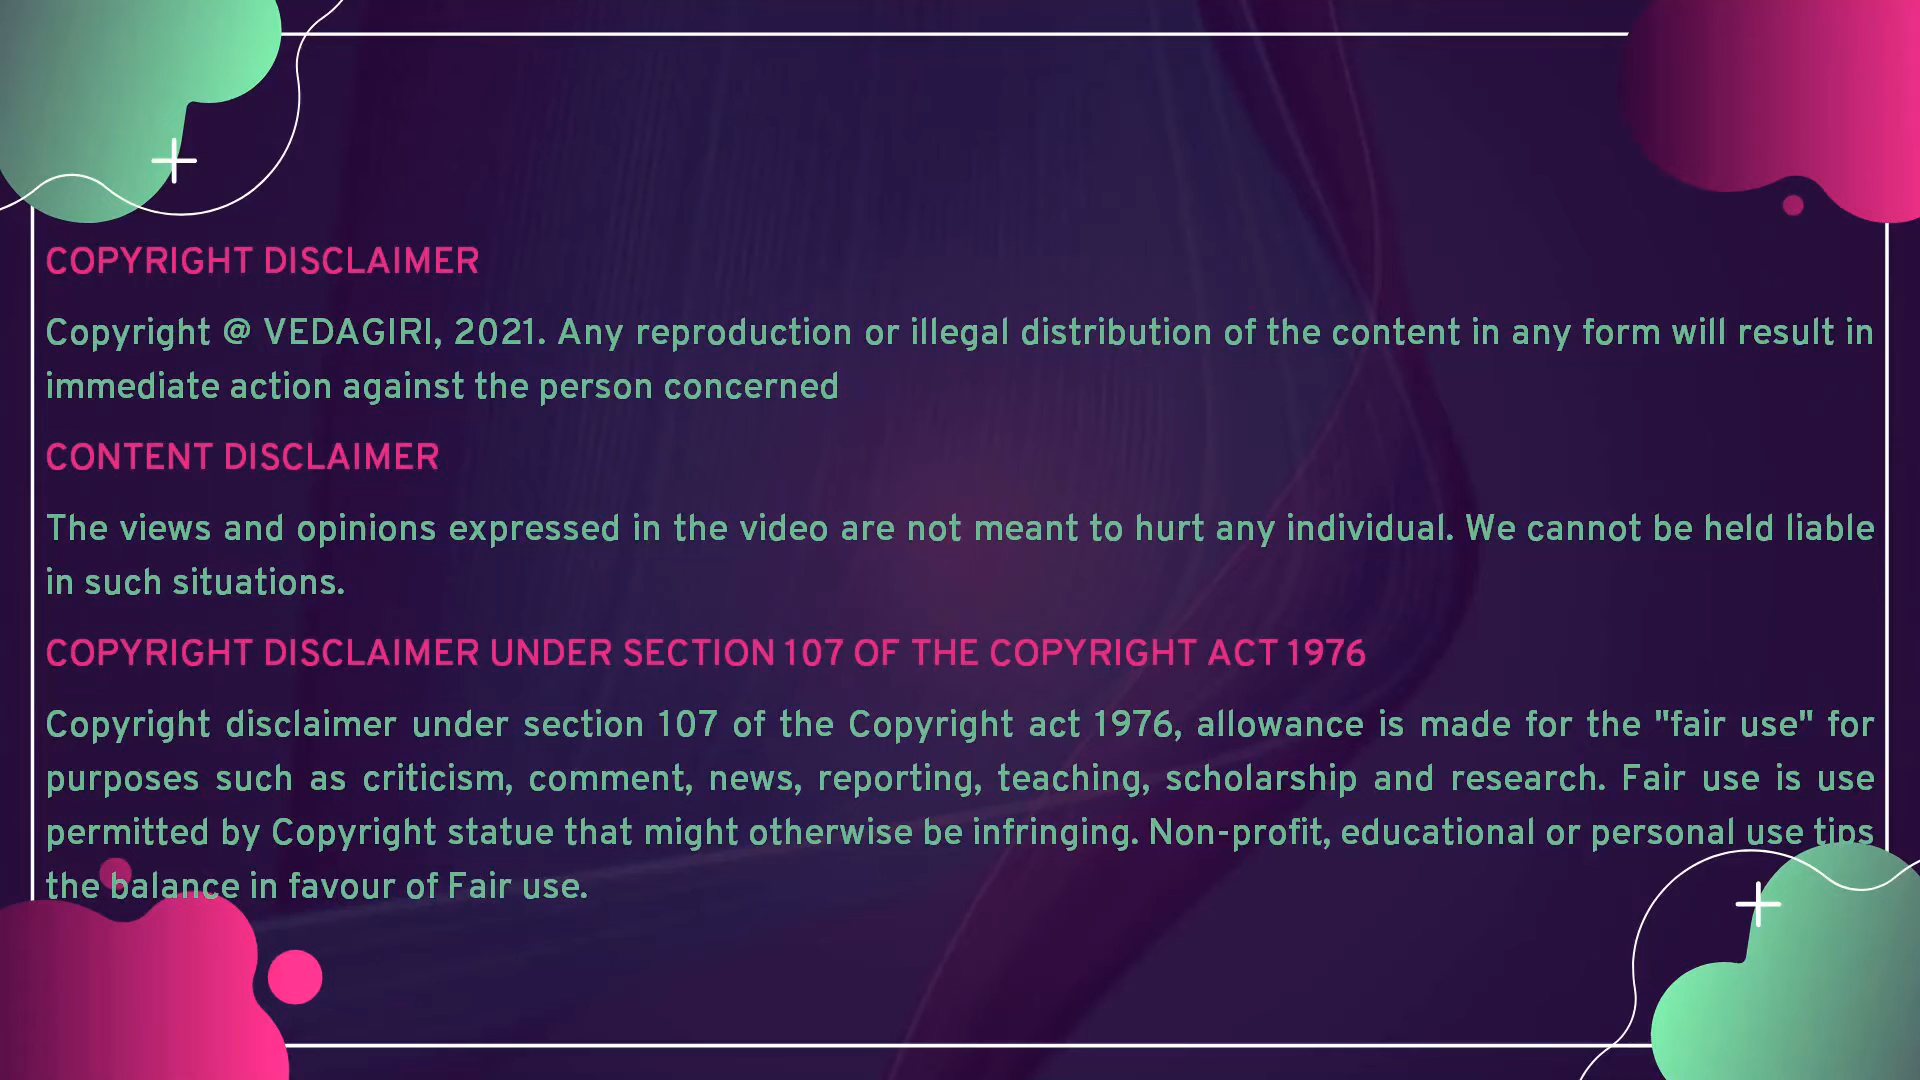 COPYRIGHT DISCLAIMER
Copyright @ VEDAGIRI, 2021. Any reproduction or illegal distribution of the content in any form will result in
immediate action against the person concerned
CONTENT DISCLAIMER
The views and opinions expressed in the video are not meant to hurt any individual. We cannot be held liable
in such situations.
COPYRIGHT DISCLAIMER UNDER SECTION 107 OF THE COPYRIGHT ACT 1976
Copyright disclaimer under section 107 of the Copyright act 1976, allowance is made for the "fair use" for
purposes such as criticism, comment, news, reporting, teaching, scholarship and research. Fair use is use
permitted by Copyright statue that might otherwise be infringing. Non-profit, educational or personal use tips
the balance in favour of Fair use.